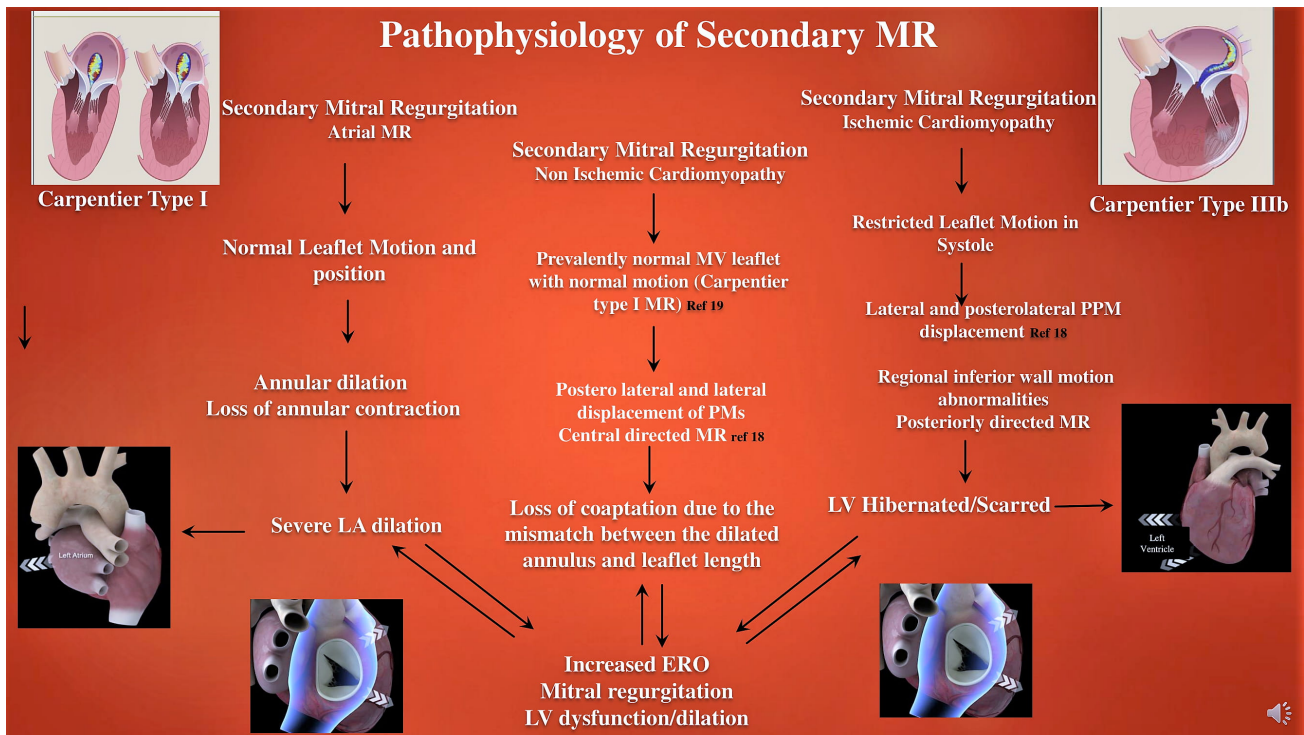 Pathophysiology of Secondary MR
Carpentier Type I
Secondary Mitral Regurgitation
Atrial MR
Normal Leaflet Motion and
position
Annular dilation
Loss of annular contraction
Severe LA dilation
Left Atrium
Secondary Mitral Regurgitation
Non Ischemic Cardiomyopathy
Prevalently normal MV leaflet
with normal motion (Carpentier
type I MR) Ref 19
Postero lateral and lateral
displacement of PMs
Central directed MR ref 18
Loss of coaptation due to the
mismatch between the dilated
annulus and leaflet length
Increased ERO
Mitral regurgitation
LV dysfunction/dilation
Secondary Mitral Regurgitation
Ischemic Cardiomyopathy
Carpentier Type IIIb
Restricted Leaflet Motion in
Systole
Lateral and posterolateral PPM
displacement Ref 18
Regional inferior wall motion
abnormalities
Posteriorly directed MR
LV Hibernated/Scarred
Left
Ventricle